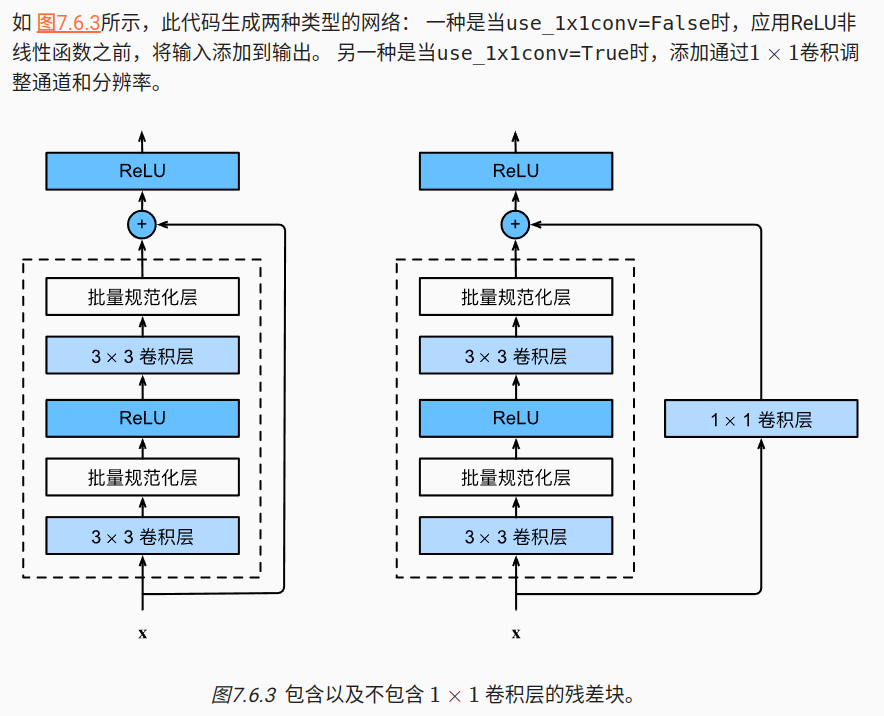 如 图7.6.3所示，此代码生成两种类型的网络： 一种是当use_1x1conv=False时，应用ReLU非
线性函数之前，将输入添加到输出。 另一种是当use_1x1conv=True时，添加通过1 × 1卷积调
整通道和分辨率。
ReLU
+
批量规范化层
3 × 3 卷积层
ReLU
批量规范化层
3 × 3 卷积层
x
ReLU
+
批量规范化层
3 × 3 卷积层
ReLU
批量规范化层
3 × 3 卷积层
x
1 × 1 卷积层
图7.6.3 包含以及不包含 1 × 1 卷积层的残差块。